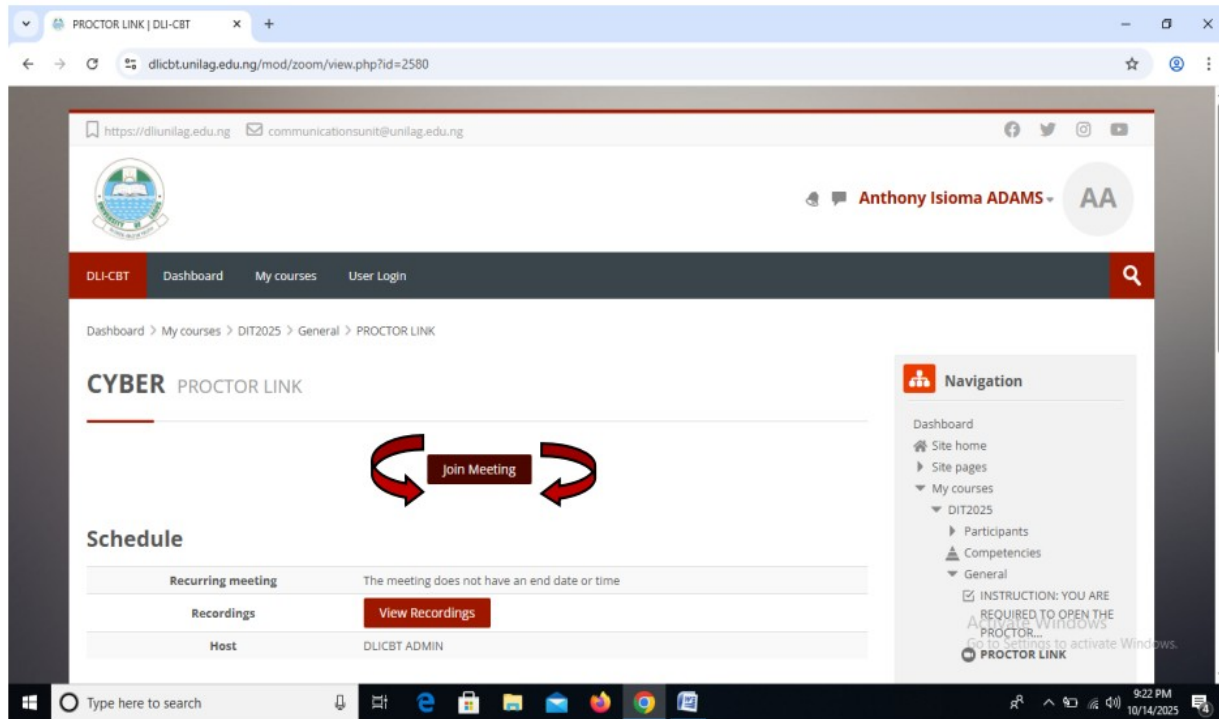 PROCTOR LINK | DLI-CBT
dlicbt.unilag.edu.ng/mod/zoom/view.php?id=2580
https://dliunilag.edu.ng communicationsunit@unilag.edu.ng
Anthony Isioma ADAMS AA
DLI-CBT Dashboard My courses User Login
Dashboard > My courses > DIT2025 > General > PROCTOR LINK
CYBER PROCTOR LINK
Join Meeting
Schedule
Recurring meeting The meeting does not have an end date or time
Recordings View Recordings
Host DLICBT ADMIN
Navigation
Dashboard
Site home
Site pages
My courses
DIT2025
Participants
Competencies
General
INSTRUCTION: YOU ARE
REQUIRED TO OPEN THE
PROCTOR...
PROCTOR LINK
Activate Windows
Go to Settings to activate Windows.
Type here to search
9:22 PM
10/14/2025
4